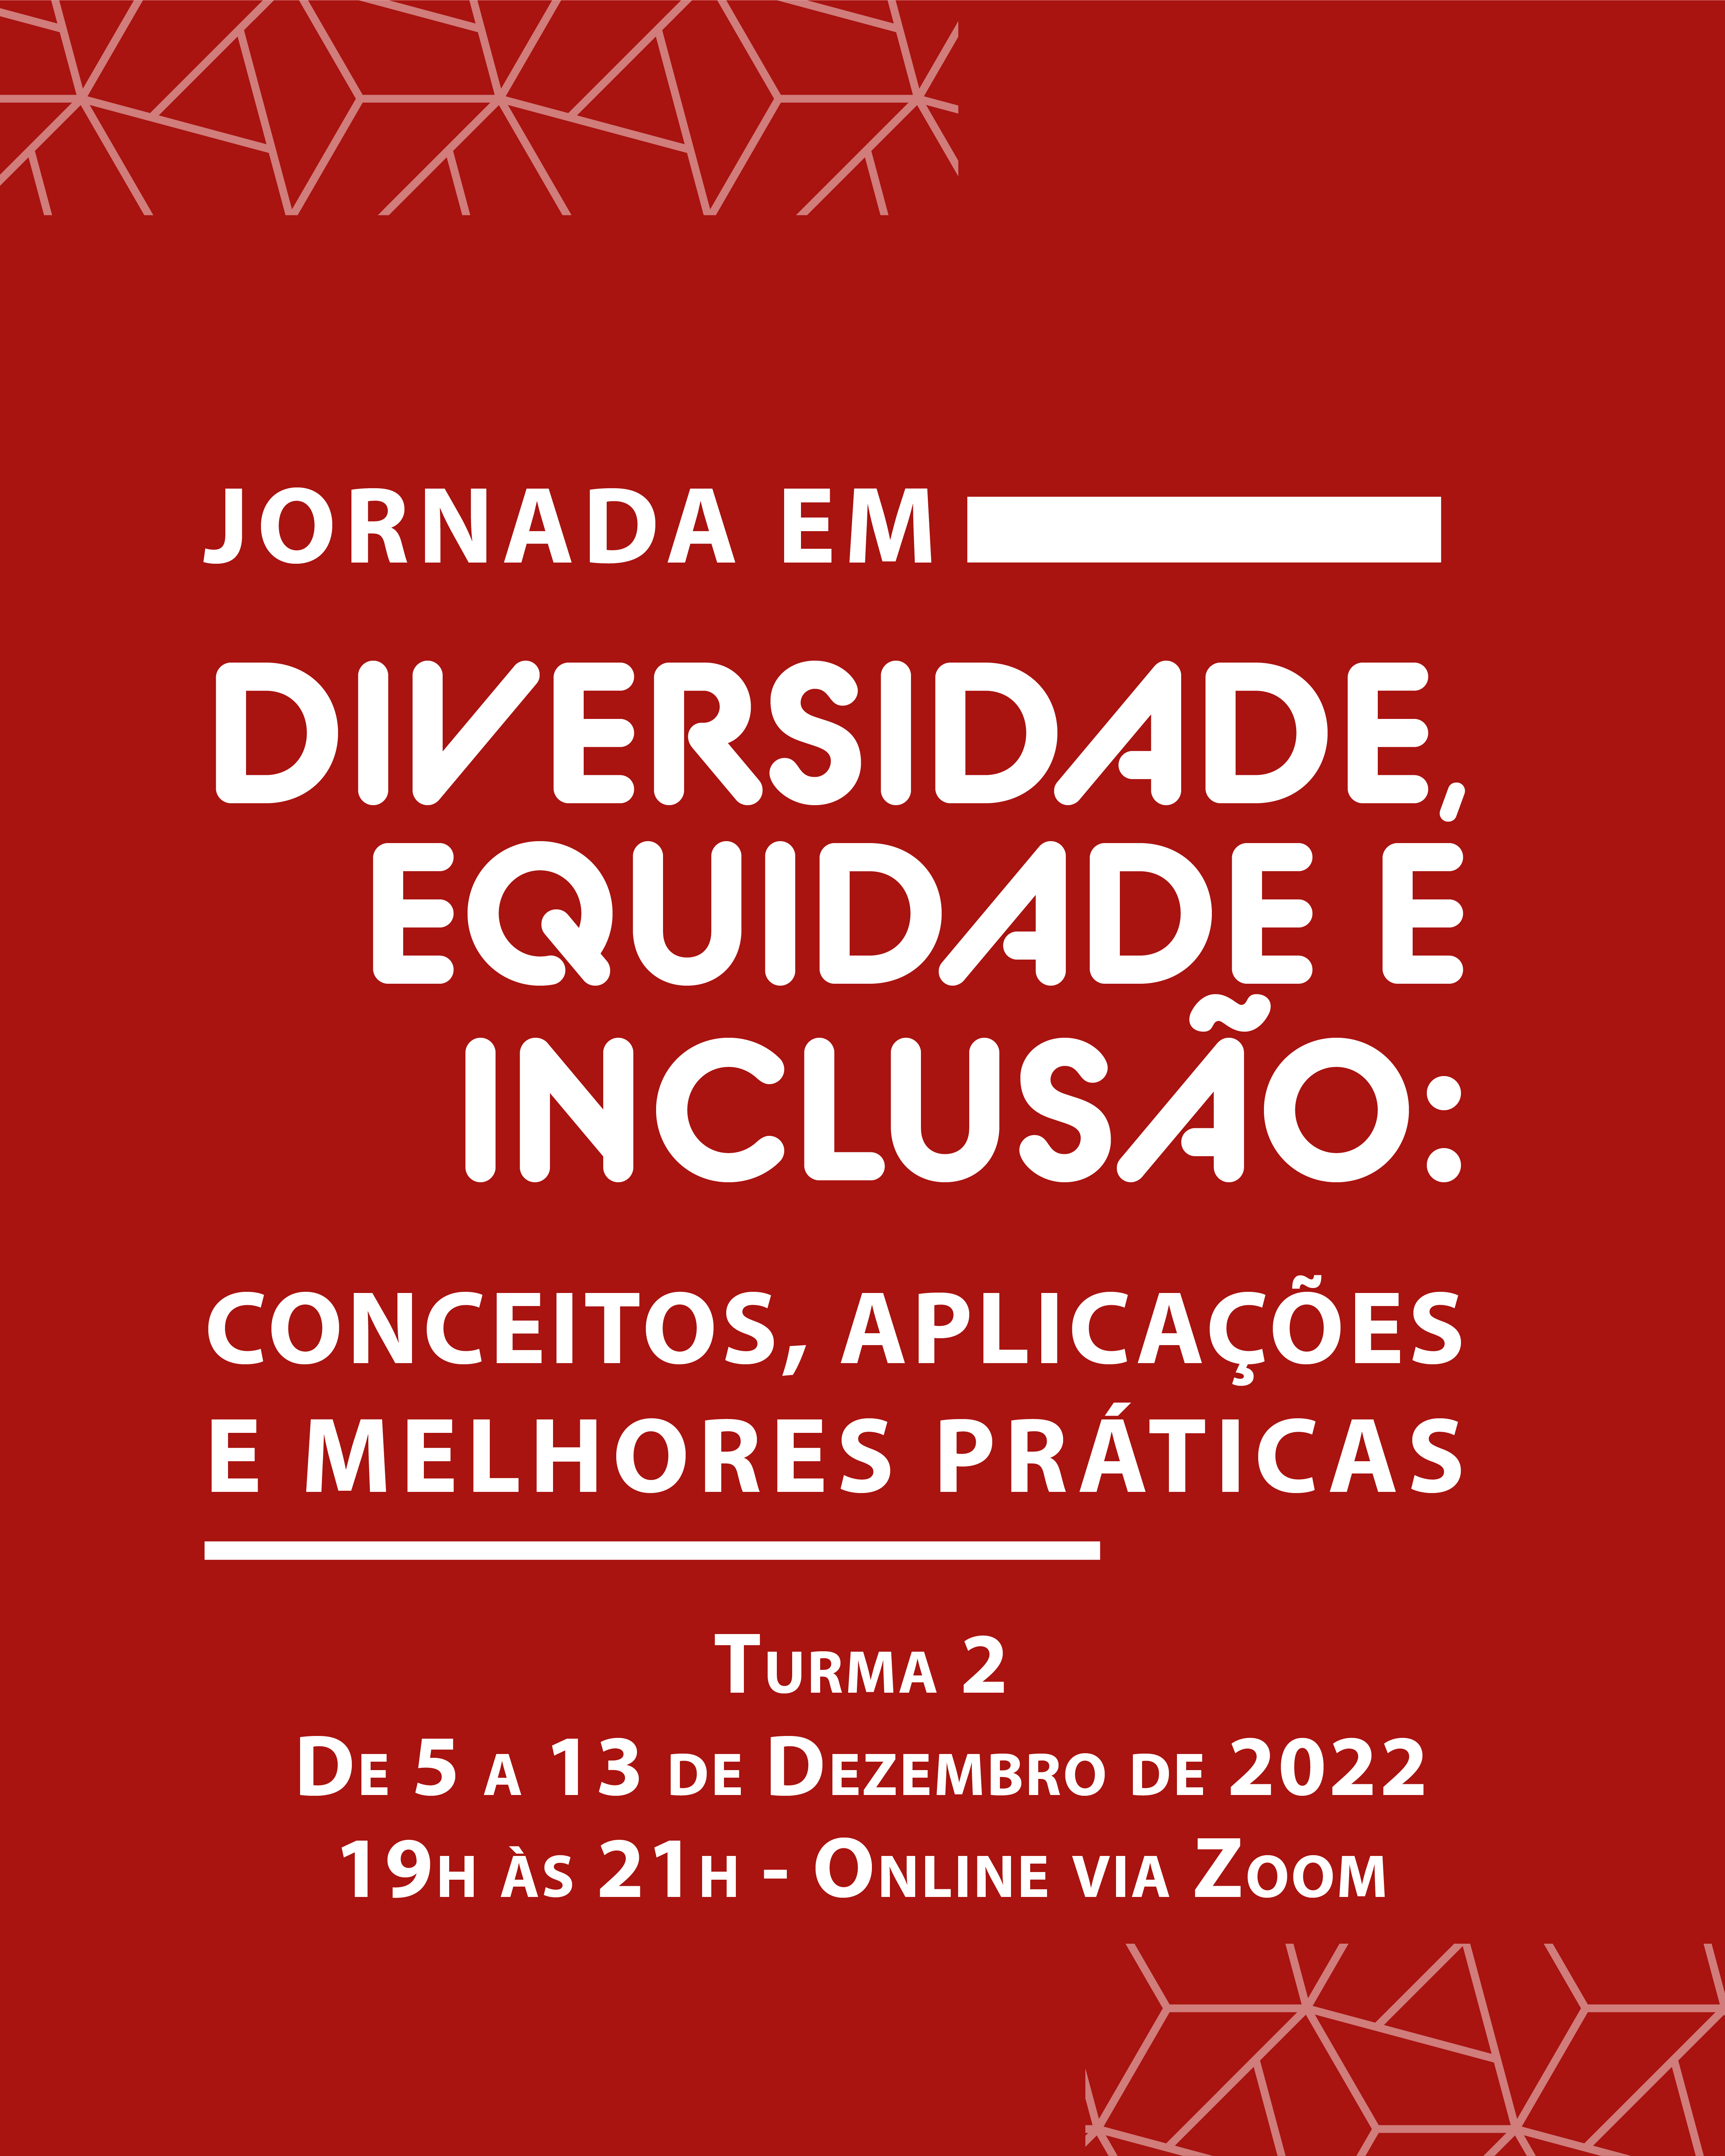 JORNADA EM
DIVERSIDADE,
EQUIDADE E
INCLUSÃO:
CONCEITOS, APLICAÇÕES
E MELHORES PRÁTICAS
Turma 2
De 5 a 13 de Dezembro de 2022
19h às 21h - Online via Zoom